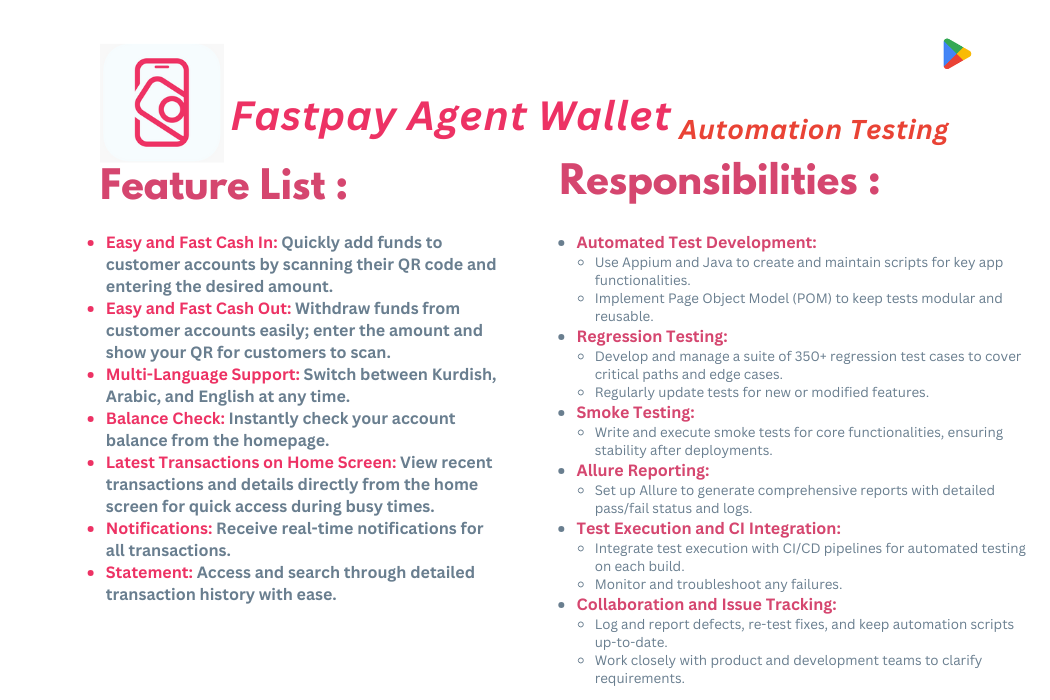 Fastpay Agent Wallet Automation Testing
Feature List :
• Easy and Fast Cash In: Quickly add funds to
customer accounts by scanning their QR code and
entering the desired amount.
• Easy and Fast Cash Out: Withdraw funds from
customer accounts easily; enter the amount and
show your QR for customers to scan.
• Multi-Language Support: Switch between Kurdish,
Arabic, and English at any time.
• Balance Check: Instantly check your account
balance from the homepage.
• Latest Transactions on Home Screen: View recent
transactions and details directly from the home
screen for quick access during busy times.
• Notifications: Receive real-time notifications for
all transactions.
• Statement: Access and search through detailed
transaction history with ease.
Responsibilities :
• Automated Test Development:
◦ Use Appium and Java to create and maintain scripts for key app
functionalities.
◦ Implement Page Object Model (POM) to keep tests modular and
reusable.
• Regression Testing:
◦ Develop and manage a suite of 350+ regression test cases to cover
critical paths and edge cases.
◦ Regularly update tests for new or modified features.
• Smoke Testing:
◦ Write and execute smoke tests for core functionalities, ensuring
stability after deployments.
• Allure Reporting:
◦ Set up Allure to generate comprehensive reports with detailed
pass/fail status and logs.
• Test Execution and CI Integration:
◦ Integrate test execution with CI/CD pipelines for automated testing
on each build.
◦ Monitor and troubleshoot any failures.
• Collaboration and Issue Tracking:
◦ Log and report defects, re-test fixes, and keep automation scripts
up-to-date.
◦ Work closely with product and development teams to clarify
requirements.